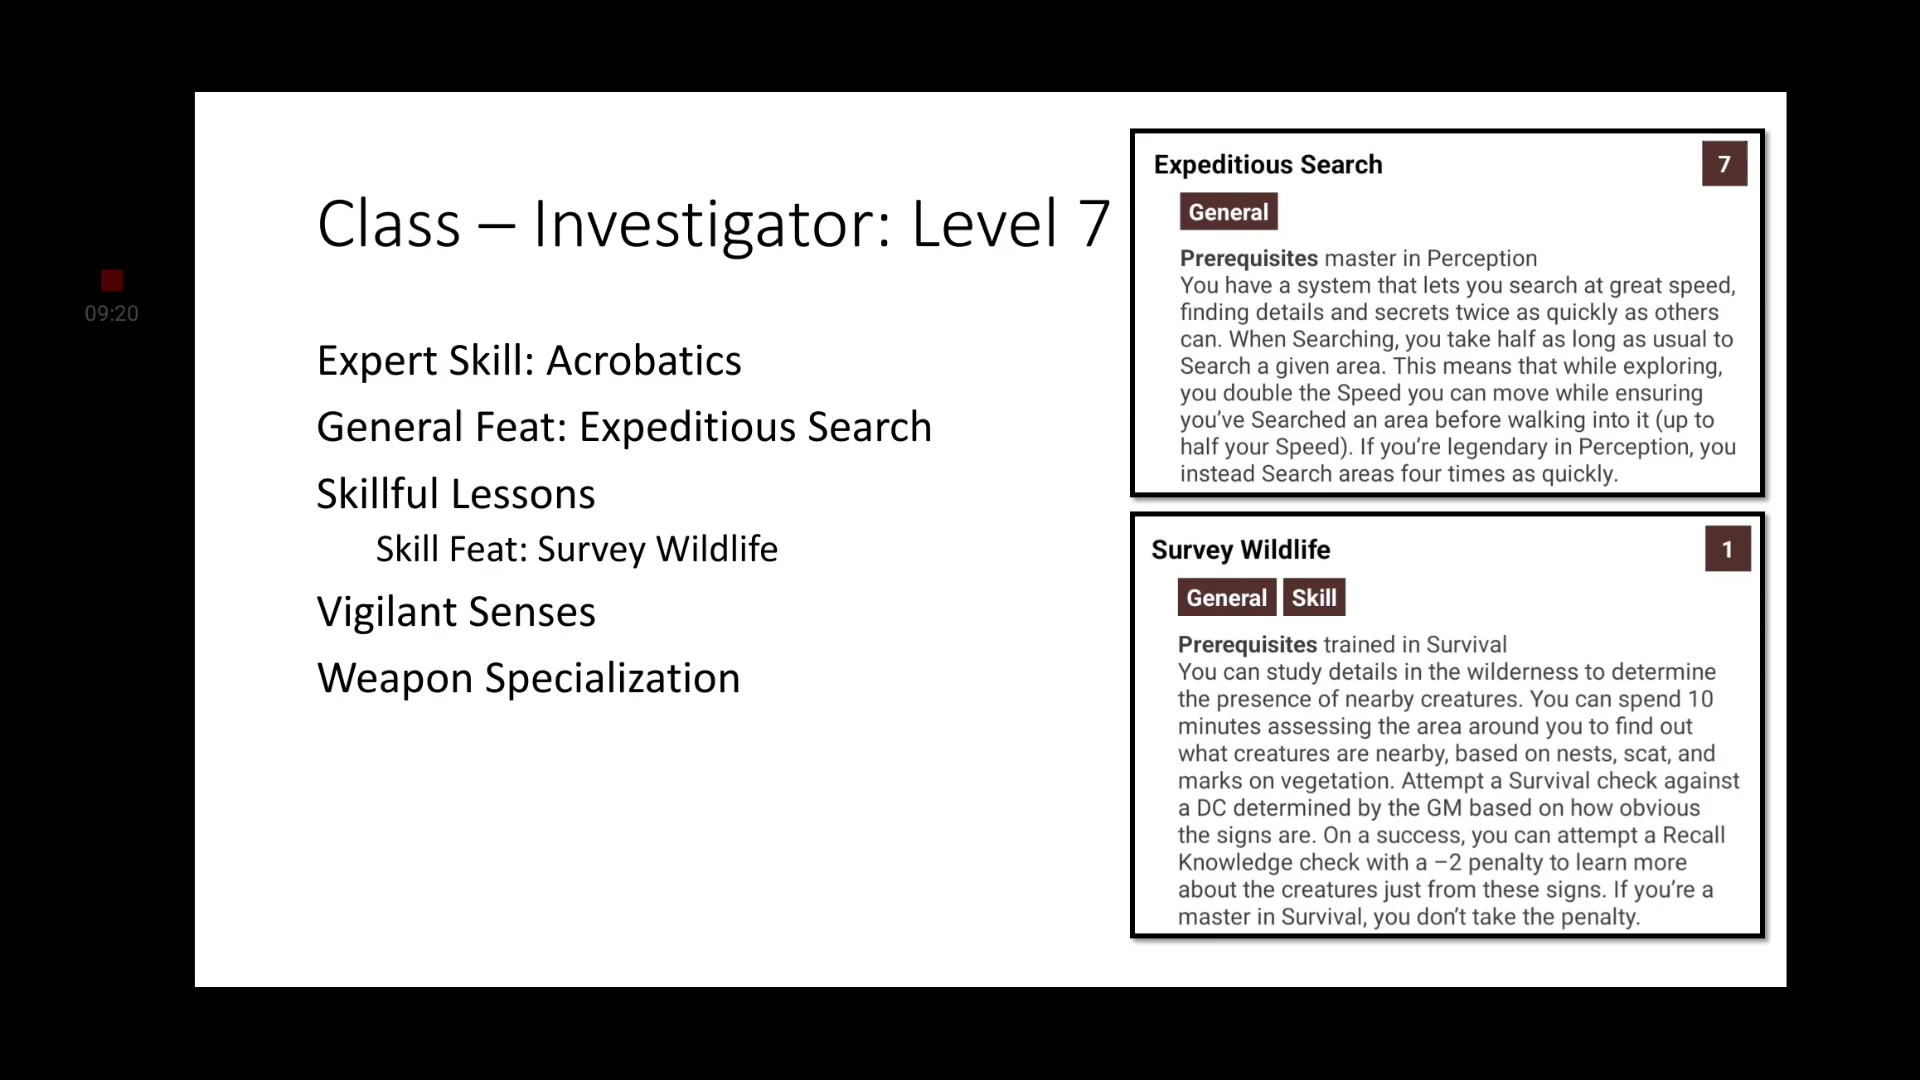 Class – Investigator: Level 7
Expert Skill: Acrobatics
General Feat: Expeditious Search
Skillful Lessons
Skill Feat: Survey Wildlife
Vigilant Senses
Weapon Specialization
Expeditious Search 7
General
Prerequisites master in Perception
You have a system that lets you search at great speed,
finding details and secrets twice as quickly as others
can. When Searching, you take half as long as usual to
Search a given area. This means that while exploring,
you double the Speed you can move while ensuring
you’ve Searched an area before walking into it (up to
half your Speed). If you’re legendary in Perception, you
instead Search areas four times as quickly.
Survey Wildlife 1
General Skill
Prerequisites trained in Survival
You can study details in the wilderness to determine
the presence of nearby creatures. You can spend 10
minutes assessing the area around you to find out
what creatures are nearby, based on nests, scat, and
marks on vegetation. Attempt a Survival check against
a DC determined by the GM based on how obvious
the signs are. On a success, you can attempt a Recall
Knowledge check with a –2 penalty to learn more
about the creatures just from these signs. If you’re a
master in Survival, you don’t take the penalty.
09:20